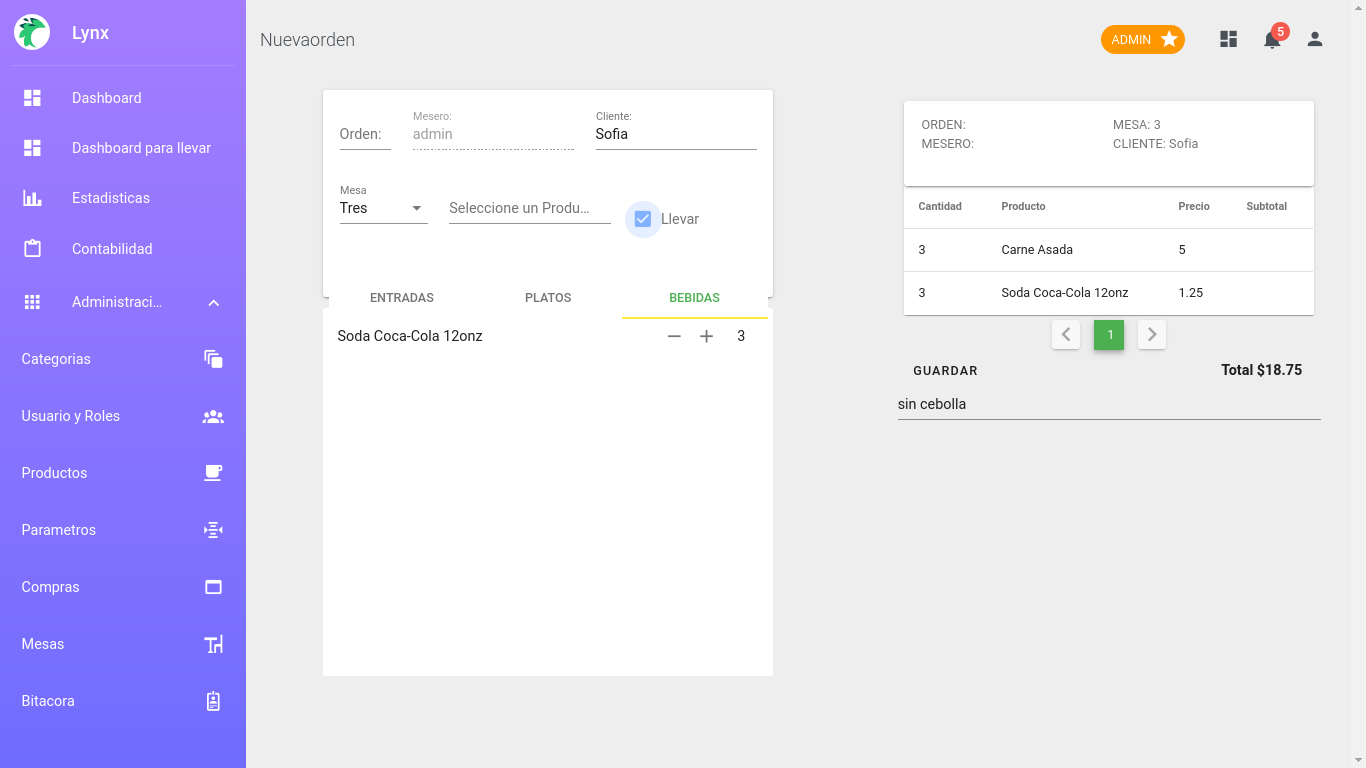 Lynx
Dashboard
Dashboard para llevar
Estadisticas
Contabilidad
Administraci...
Categorias
Usuario y Roles
Productos
Parametros
Compras
Mesas
Bitacora
Nuevaorden
ADMIN
5
Orden:
Mesero:
admin
Cliente:
Sofia
Mesa
Tres
Seleccione un Produ...
Llevar
ENTRADAS PLATOS BEBIDAS
Soda Coca-Cola 12onz 3
ORDEN: MESA: 3
MESERO: CLIENTE: Sofia
Cantidad Producto Precio Subtotal
3 Carne Asada 5
3 Soda Coca-Cola 12onz 1.25
1
GUARDAR Total $18.75
sin cebolla